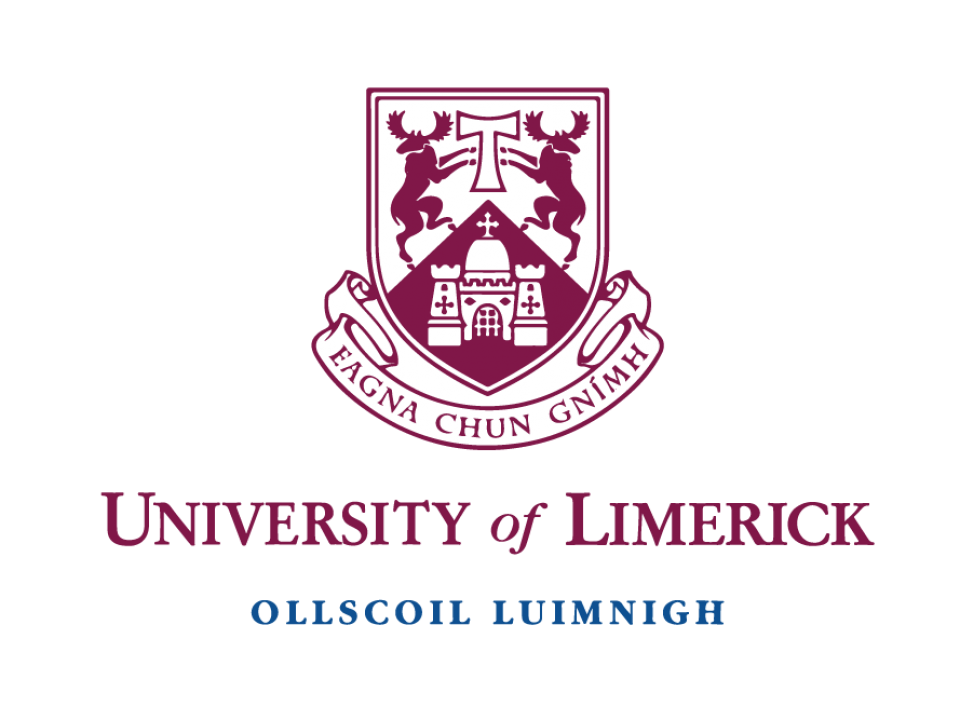 EAGNA CHUN GNÍMH
UNIVERSITY of LIMERICK
OLLSCOIL LUIMNIGH